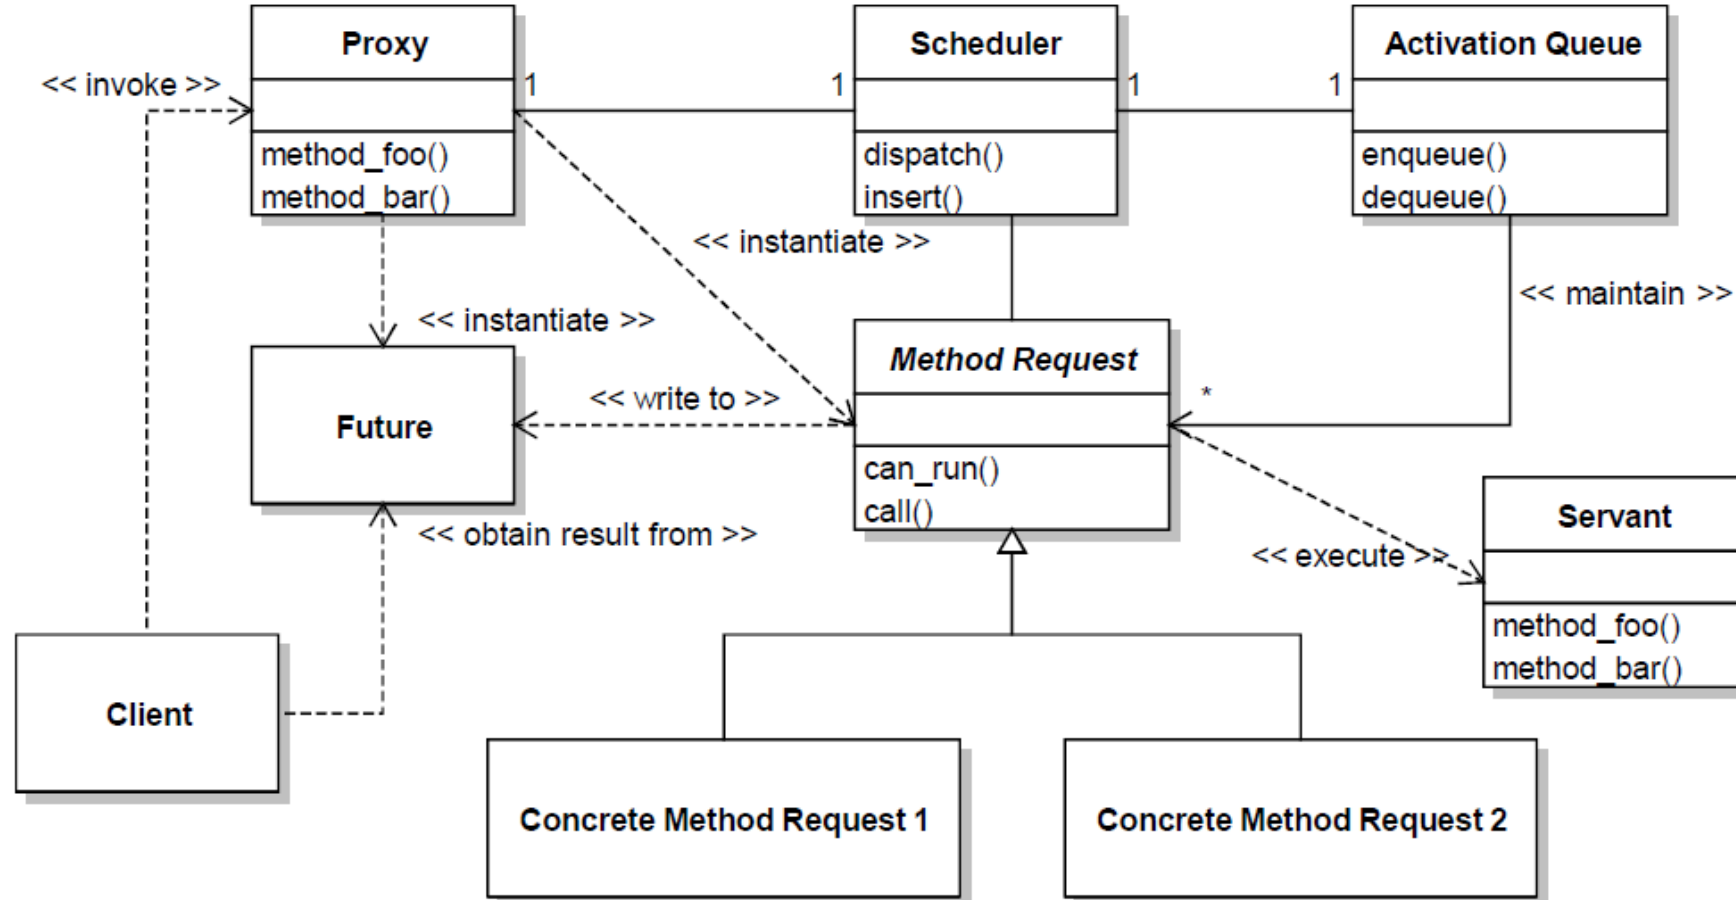 Proxy
Scheduler
Activation Queue
<< invoke >>
1
1
1
1
method_foo()
method_bar()
dispatch()
insert()
enqueue()
dequeue()
<< instantiate >>
<< maintain >>
<< instantiate >>
Method Request
<< write to >>
*
Future
can_run()
call()
Servant
<< obtain result from >>
<< execute >>
method_foo()
method_bar()
Client
Concrete Method Request 1
Concrete Method Request 2